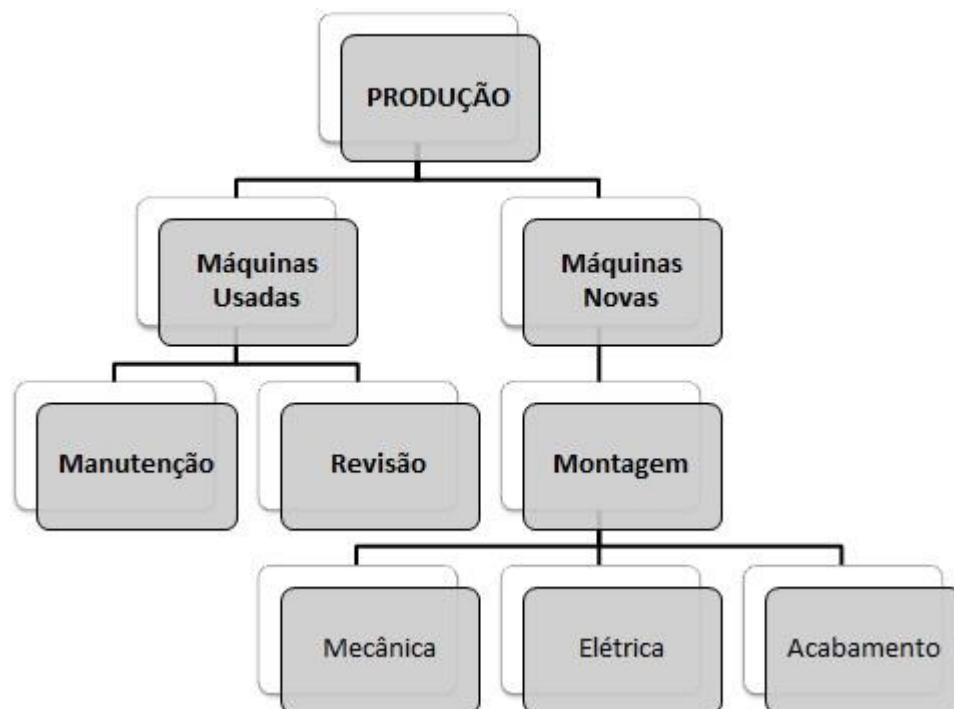 PRODUÇÃO
Máquinas
Usadas
Máquinas
Novas
Manutenção
Revisão
Montagem
Mecânica
Elétrica
Acabamento